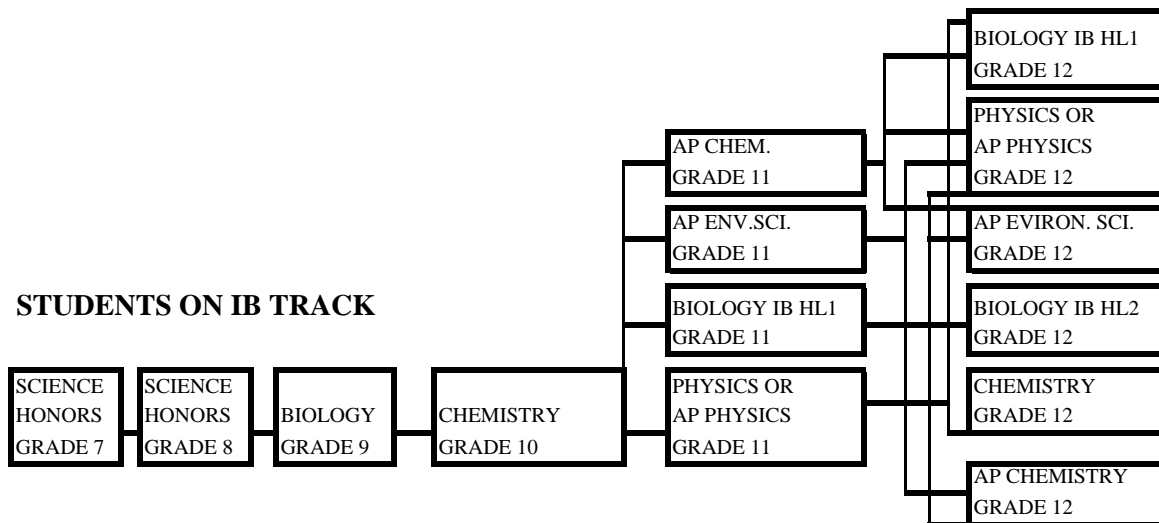 BIOLOGY IB HL1
GRADE 12
PHYSICS OR
AP PHYSICS
GRADE 12
AP CHEM.
GRADE 11
AP ENV.SCI.
GRADE 11
AP EVIRON. SCI.
GRADE 12
STUDENTS ON IB TRACK
BIOLOGY IB HL1
GRADE 11
BIOLOGY IB HL2
GRADE 12
SCIENCE
HONORS
GRADE 7
SCIENCE
HONORS
GRADE 8
BIOLOGY
GRADE 9
CHEMISTRY
GRADE 10
PHYSICS OR
AP PHYSICS
GRADE 11
CHEMISTRY
GRADE 12
AP CHEMISTRY
GRADE 12